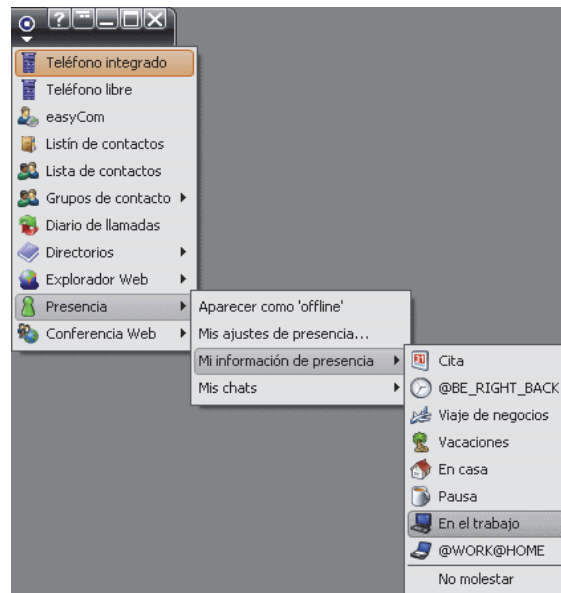 Teléfono integrado
Teléfono libre
easyCom
Listín de contactos
Lista de contactos
Grupos de contacto
Diario de llamadas
Directorios
Explorador Web
Presencia
Conferencia Web
Aparecer como 'offline'
Mis ajustes de presencia...
Mi información de presencia
Mis chats
Cita
@BE_RIGHT_BACK
Viaje de negocios
Vacaciones
En casa
Pausa
En el trabajo
@WORK@HOME
No molestar